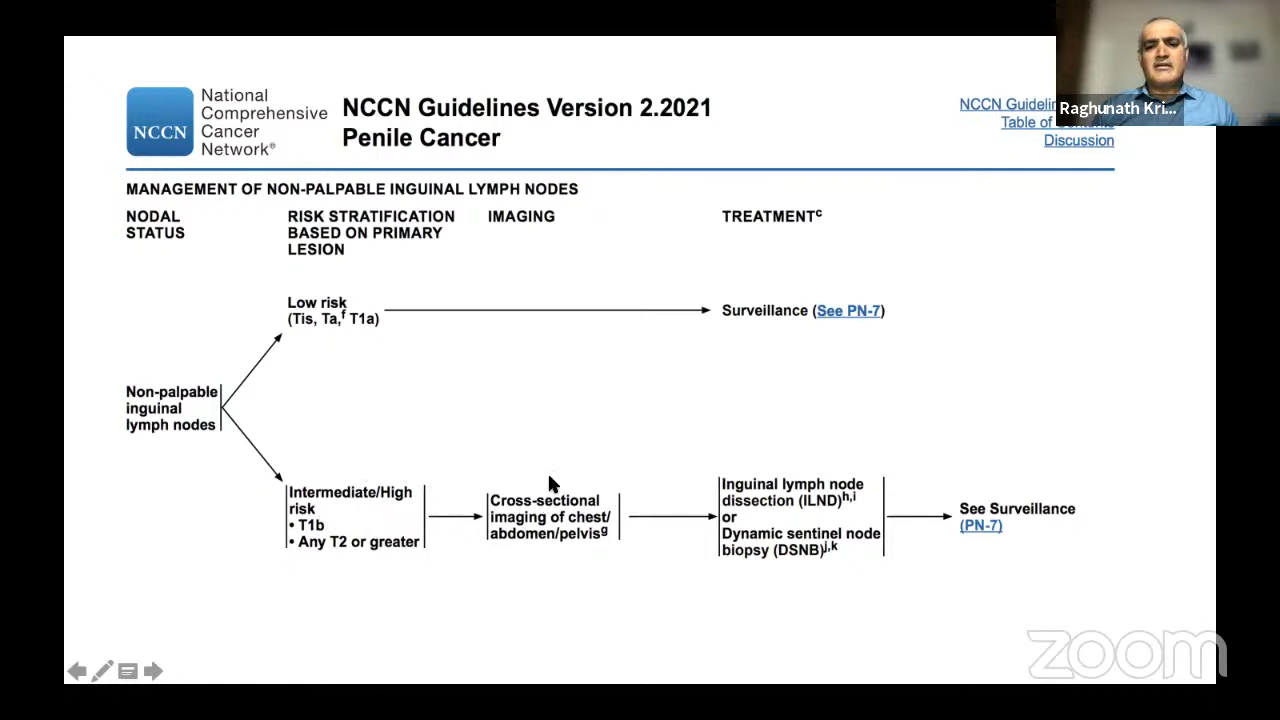 National
Comprehensive
Cancer
Network®
NCCN
NCCN Guidelines Version 2.2021
Penile Cancer
Table of
Discussion
Raghunath Kri...
MANAGEMENT OF NON-PALPABLE INGUINAL LYMPH NODES
NODAL
STATUS
RISK STRATIFICATION
BASED ON PRIMARY
LESION
IMAGING
TREATMENTc
Low risk
(Tis, Ta,f T1a)
Surveillance (See PN-7)
Non-palpable
inguinal
lymph nodes
Intermediate/High
risk
• T1b
• Any T2 or greater
Cross-sectional
imaging of chest/
abdomen/pelvisg
Inguinal lymph node
dissection (ILND)h,i
or
Dynamic sentinel node
biopsy (DSNB)j,k
See Surveillance
(PN-7)
zoom